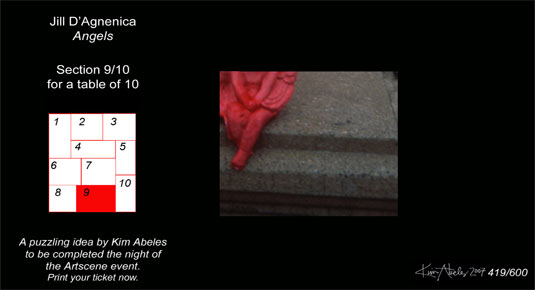 Jill D'Agnenica
Angels
Section 9/10
for a table of 10
1 2 3
4 5
6 7
10
8 9
A puzzling idea by Kim Abeles
to be completed the night of
the Artscene event.
Print your ticket now.
Kim Abeles 2007 419/600